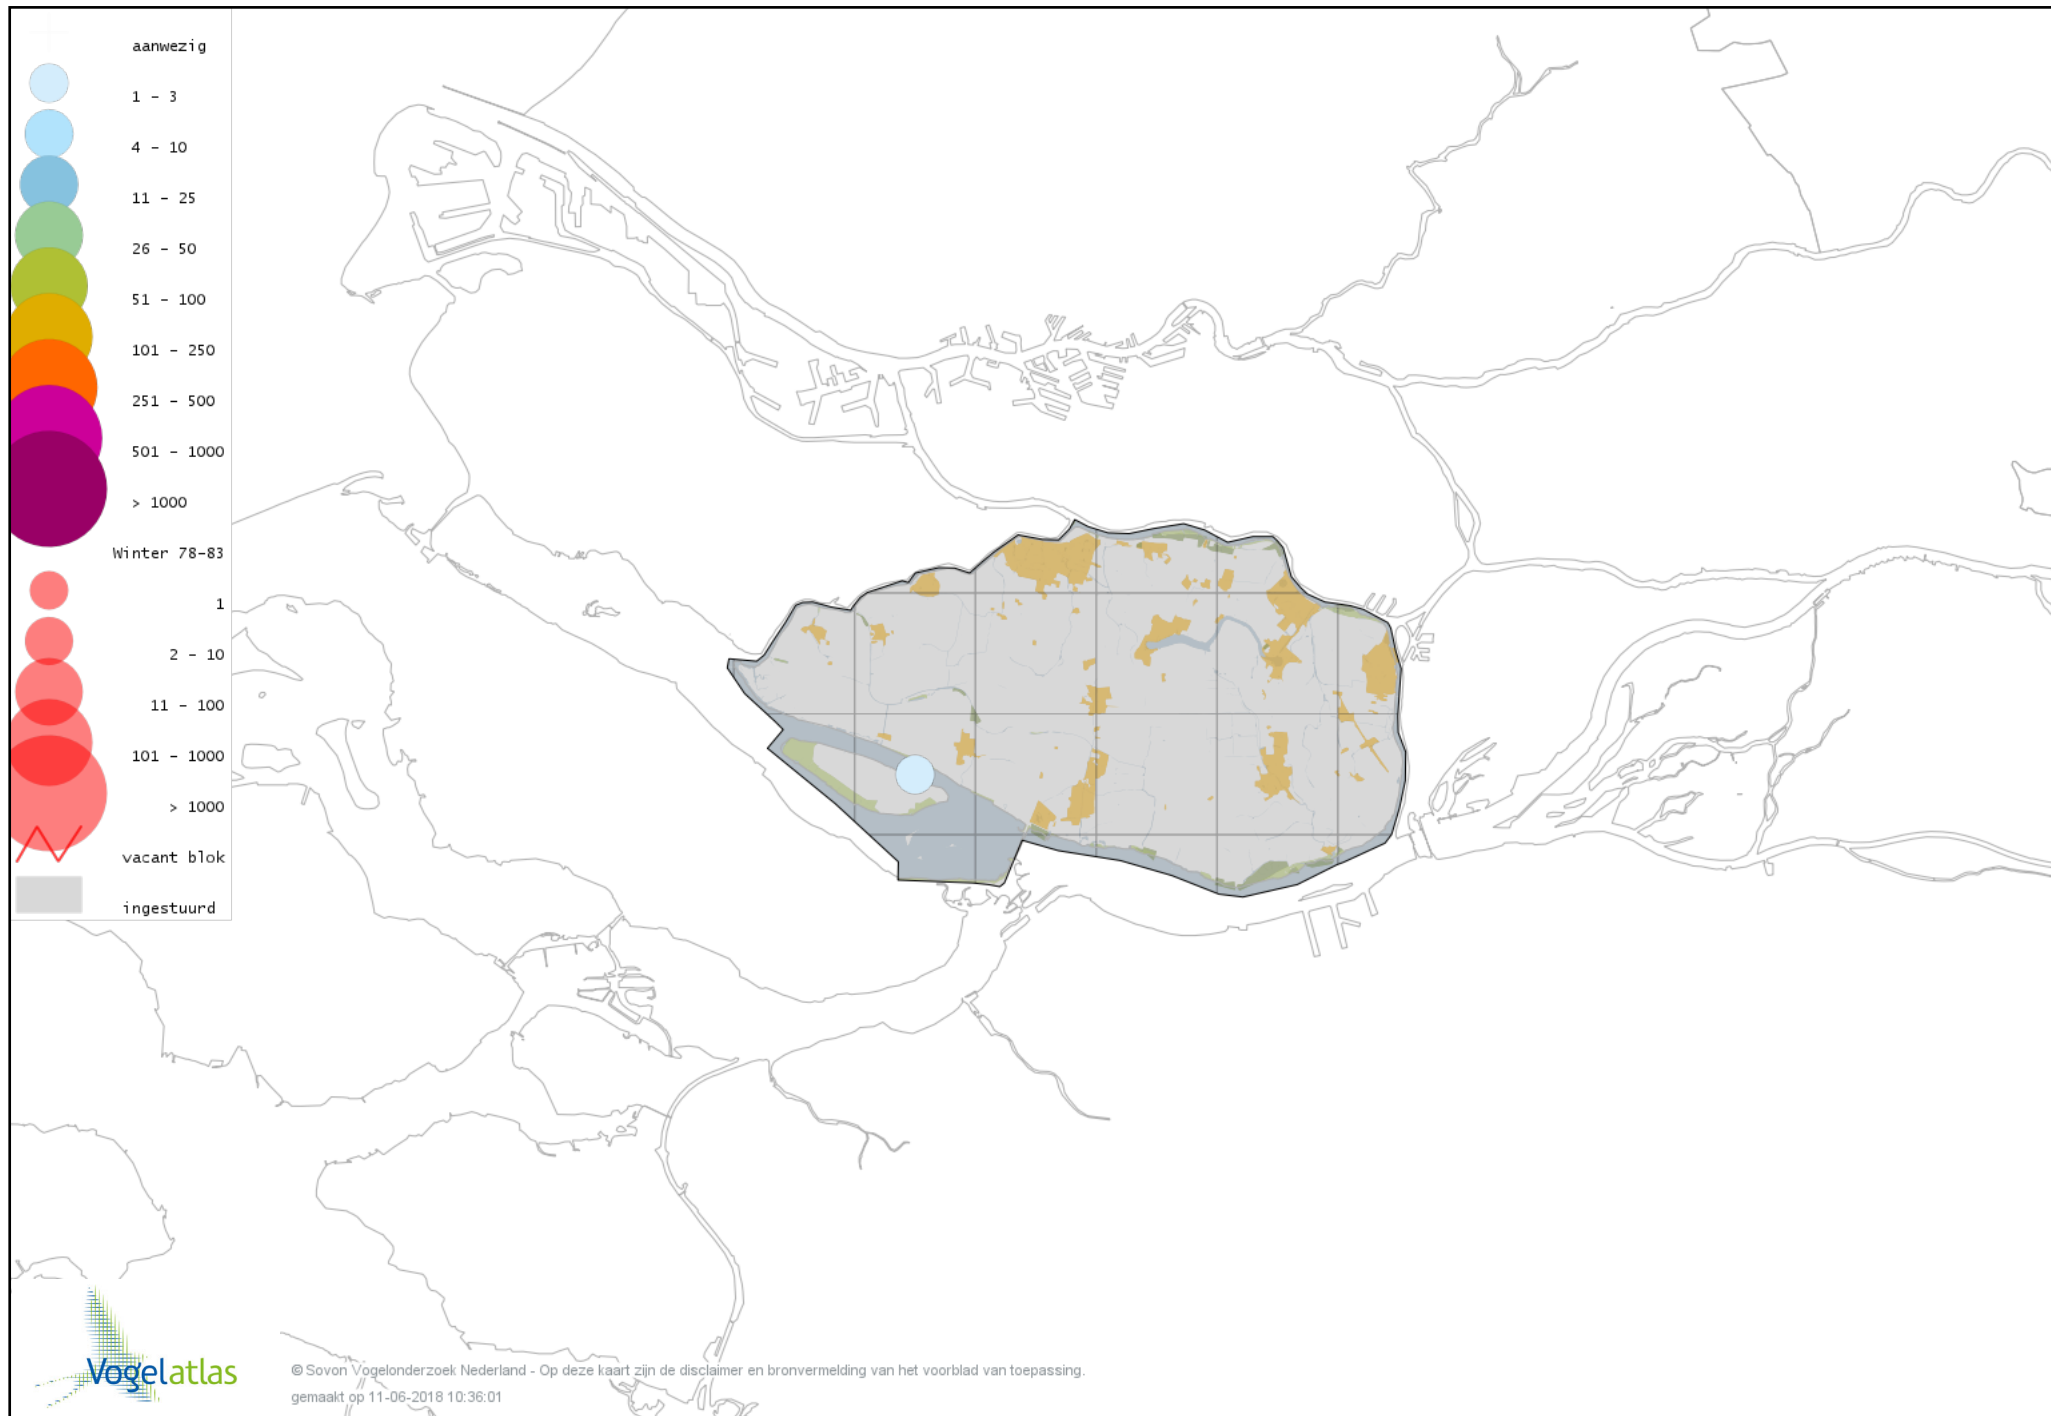 aanwezig
1 - 3
4 - 10
11 - 25
26 - 50
51 - 100
101 - 250
251 - 500
501 - 1000
> 1000
Winter 78-83
1
2 - 10
11 - 100
101 - 1000
> 1000
vacant blok
ingestuurd
Vogelatlas
© Sovon Vogelonderzoek Nederland - Op deze kaart zijn de disclaimer en bronvermelding van het voorblad van toepassing.
gemaakt op 11-06-2018 10:36:01